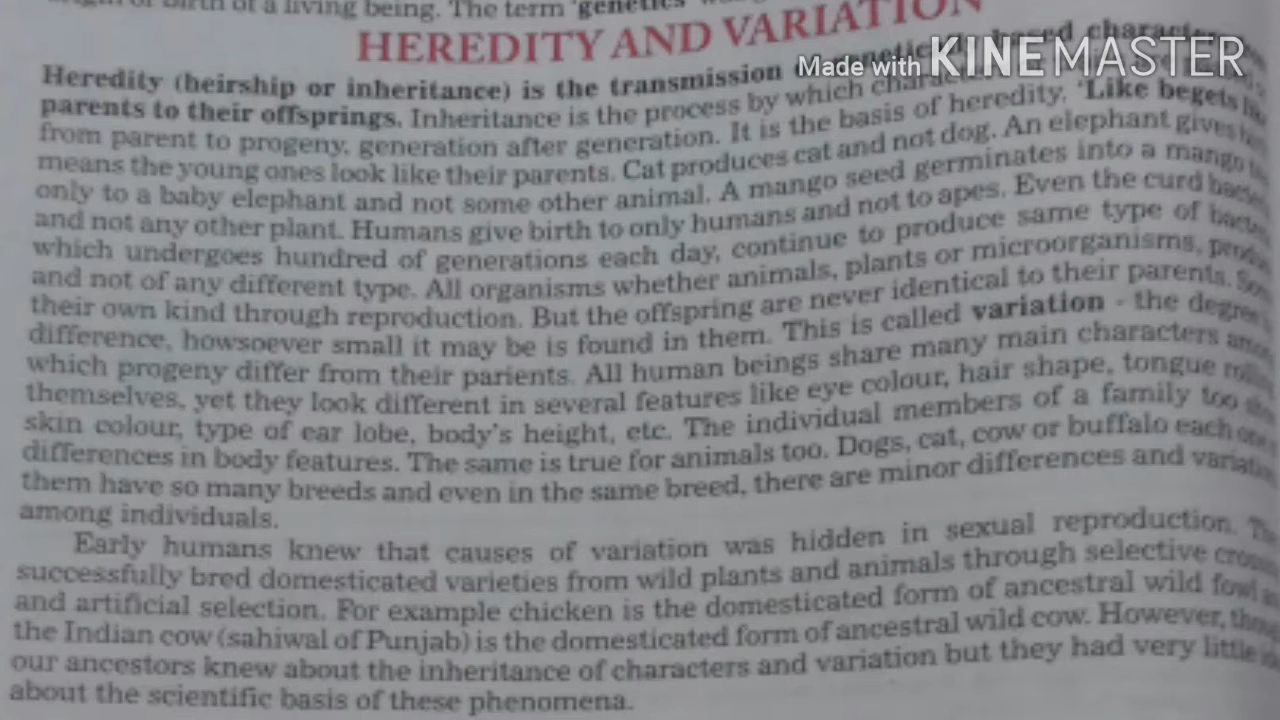 of a living being. The term 'genetics'
HEREDITY AND VARIATION
Made with KINEMASTER
Heredity (heirship or inheritance) is the transmission
parents to their offsprings. Inheritance is the process by which
from parent to progeny, generation after generation. It is the basis of heredity. 'Like begets
means the young ones look like their parents. Cat produces cat and not dog. An elephant gives
only to a baby elephant and not some other animal. A mango seed germinates into a mango
and not any other plant. Humans give birth to only humans and not to apes. Even the curd
which undergoes hundred of generations each day, continue to produce same type of
and not of any different type. All organisms whether animals, plants or microorganisms,
their own kind through reproduction. But the offspring are never identical to their parents.
difference, howsoever small it may be is found in them. This is called variation - the degree
which progeny differ from their parients. All human beings share many main characters
themselves, yet they look different in several features like eye colour, hair shape, tongue
skin colour, type of ear lobe, body's height, etc. The individual members of a family too
differences in body features. The same is true for animals too. Dogs, cat, cow or buffalo each
them have so many breeds and even in the same breed, there are minor differences and
among individuals.
Early humans knew that causes of variation was hidden in sexual reproduction.
successfully bred domesticated varieties from wild plants and animals through selective
and artificial selection. For example chicken is the domesticated form of ancestral wild fowl
the Indian cow (sahiwal of Punjab) is the domesticated form of ancestral wild cow. However,
our ancestors knew about the inheritance of characters and variation but they had very little
about the scientific basis of these phenomena.